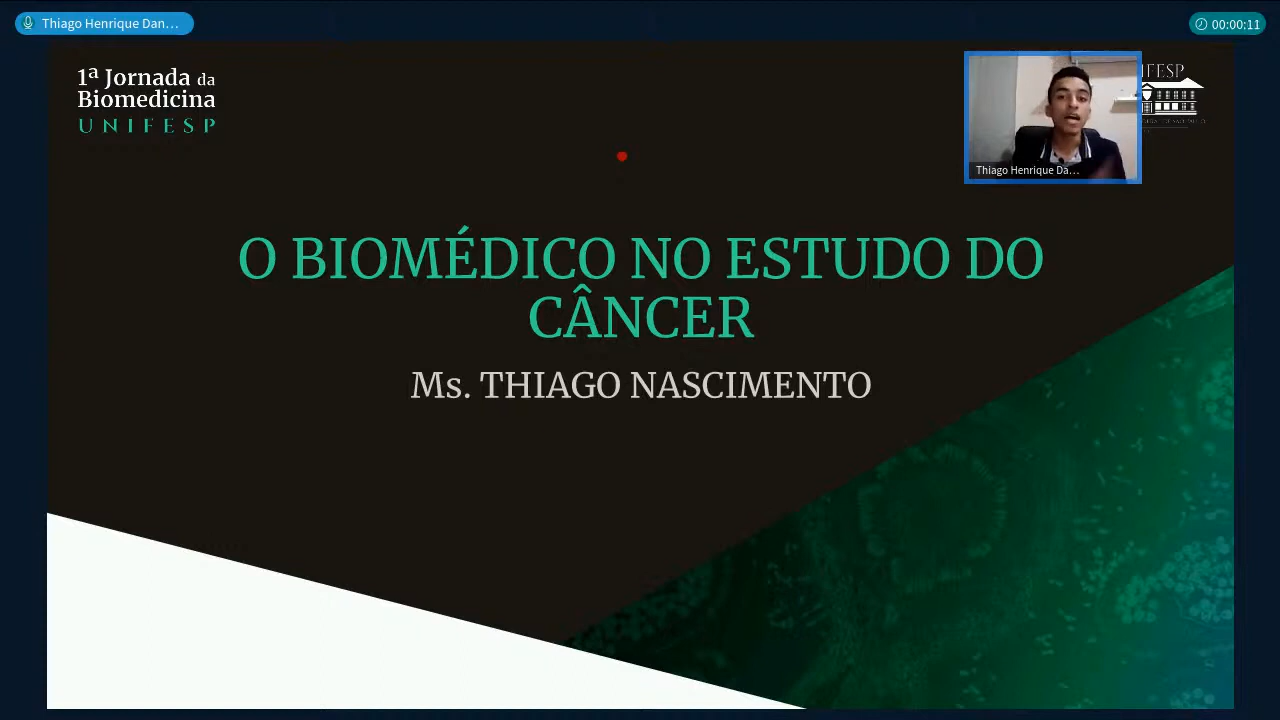 Thiago Henrique Dan...
00:00:11
1ª Jornada da
Biomedicina
UNIFESP
IFESP
Thiago Henrique Da...
O BIOMÉDICO NO ESTUDO DO
CÂNCER
Ms. THIAGO NASCIMENTO